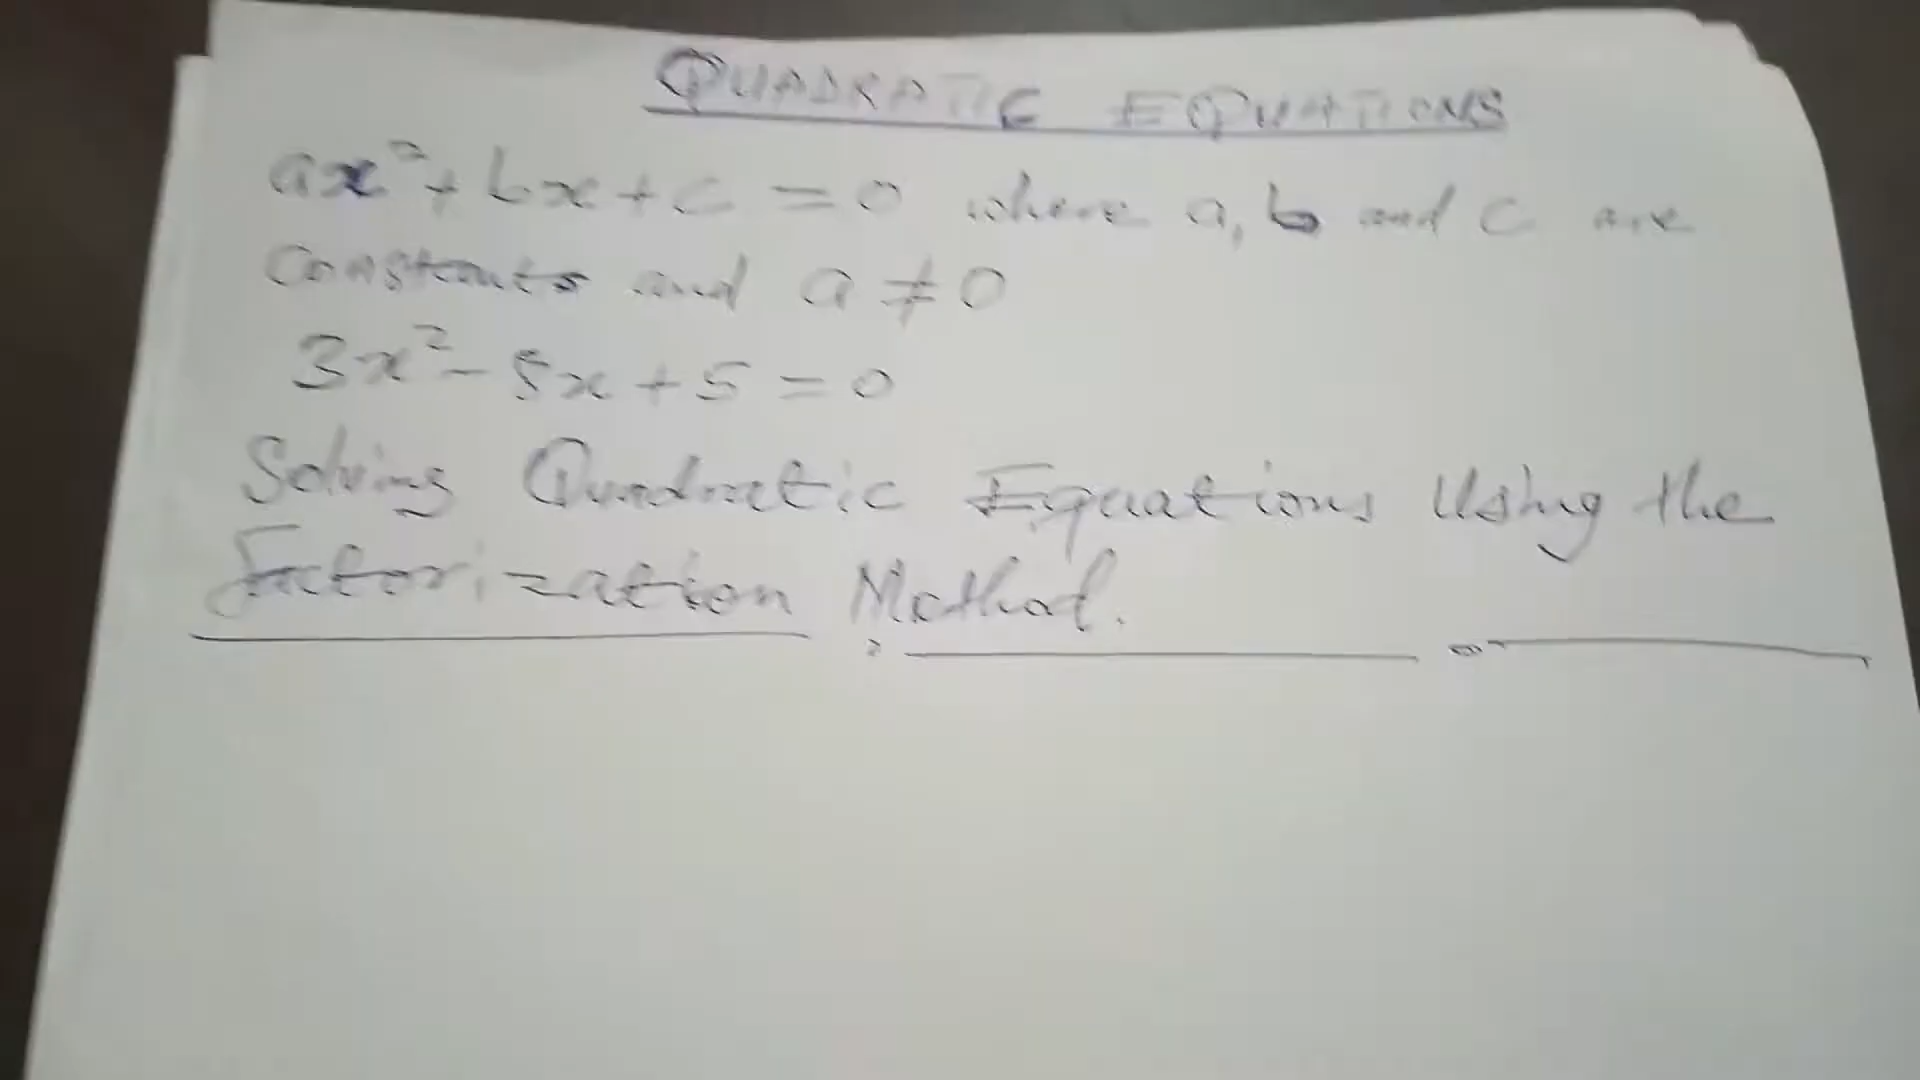 QUADRATIC EQUATIONS
ax² + bx + c = 0 where a, b and c are
constants and a ≠ 0
3x² - 5x + 5 = 0
Solving Quadratic Equations Using the
Factorization Method.